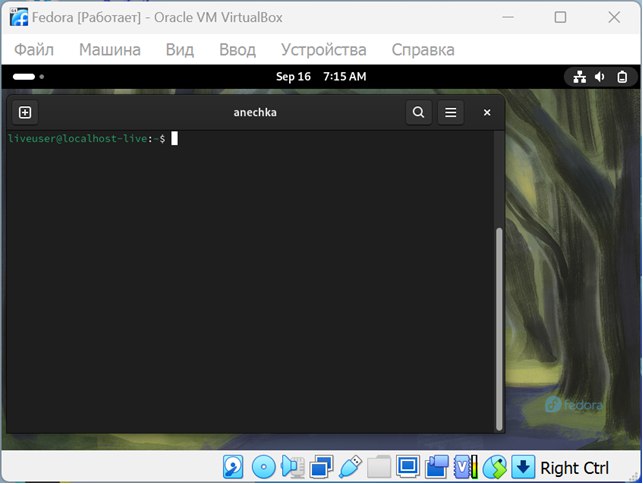 Fedora [Работает] - Oracle VM VirtualBox
Файл Машина Вид Ввод Устройства Справка
Sep 16 7:15 AM
anechka
liveuser@localhost-live:~$
fedora
Right Ctrl